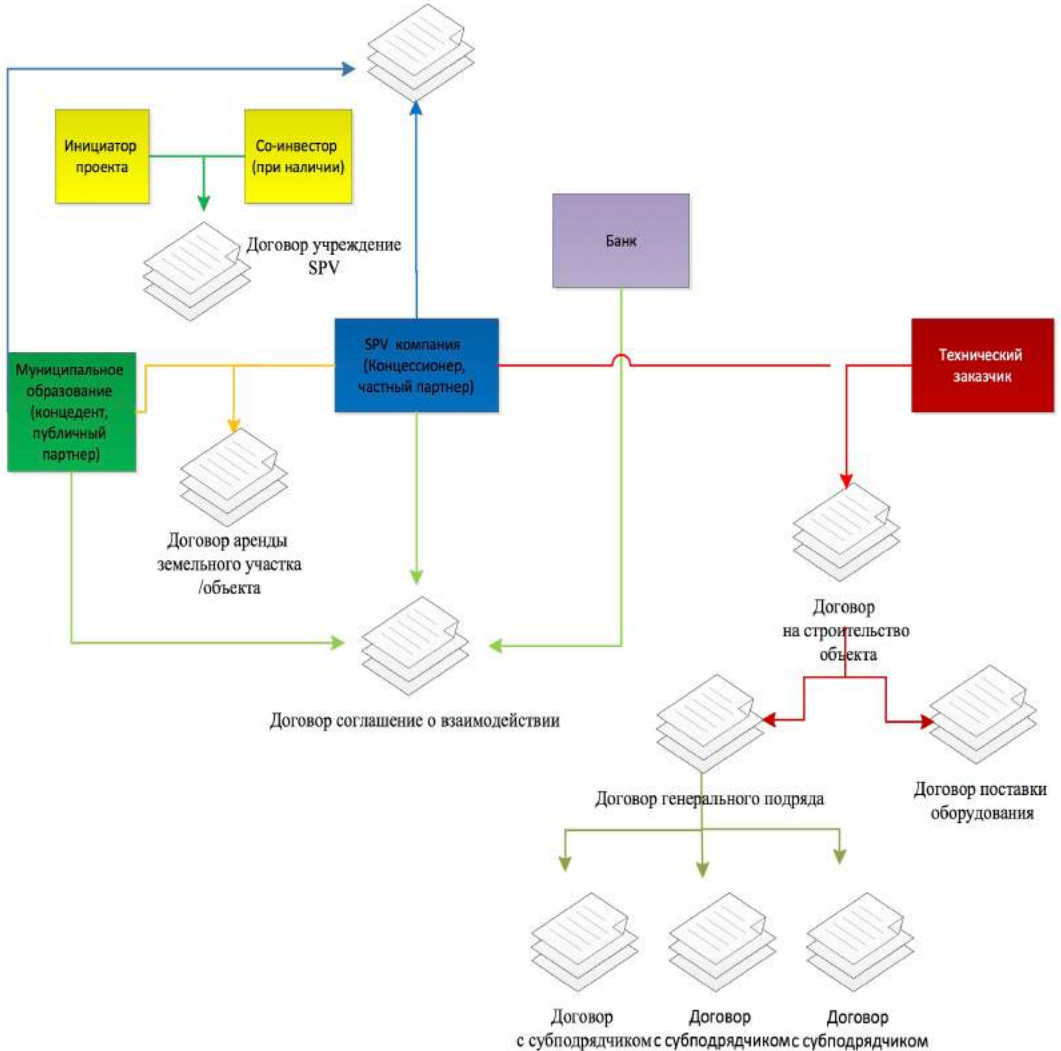 Инициатор
проекта
Со-инвестор
(при наличии)
Договор учреждение
SPV
Банк
SPV компания
(Концессионер,
частный партнер)
Муниципальное
образование
(концедент,
публичный
партнер)
Технический
заказчик
Договор аренды
земельного участка
/объекта
Договор
на строительство
объекта
Договор соглашение о взаимодействии
Договор генерального подряда
Договор поставки
оборудования
Договор
с субподрядчиком
Договор
с субподрядчиком
Договор
с субподрядчиком